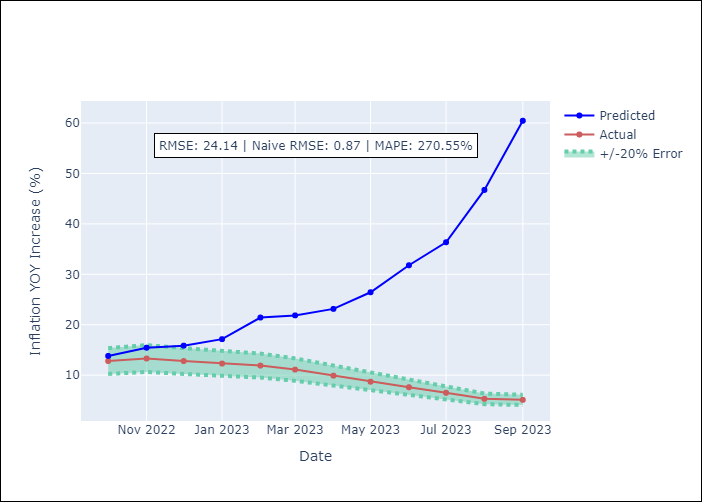 RMSE: 24.14 | Naive RMSE: 0.87 | MAPE: 270.55%
Predicted
Actual
+/-20% Error
60
50
40
30
20
10
Inflation YOY Increase (%)
Nov 2022
Jan 2023
Mar 2023
May 2023
Jul 2023
Sep 2023
Date